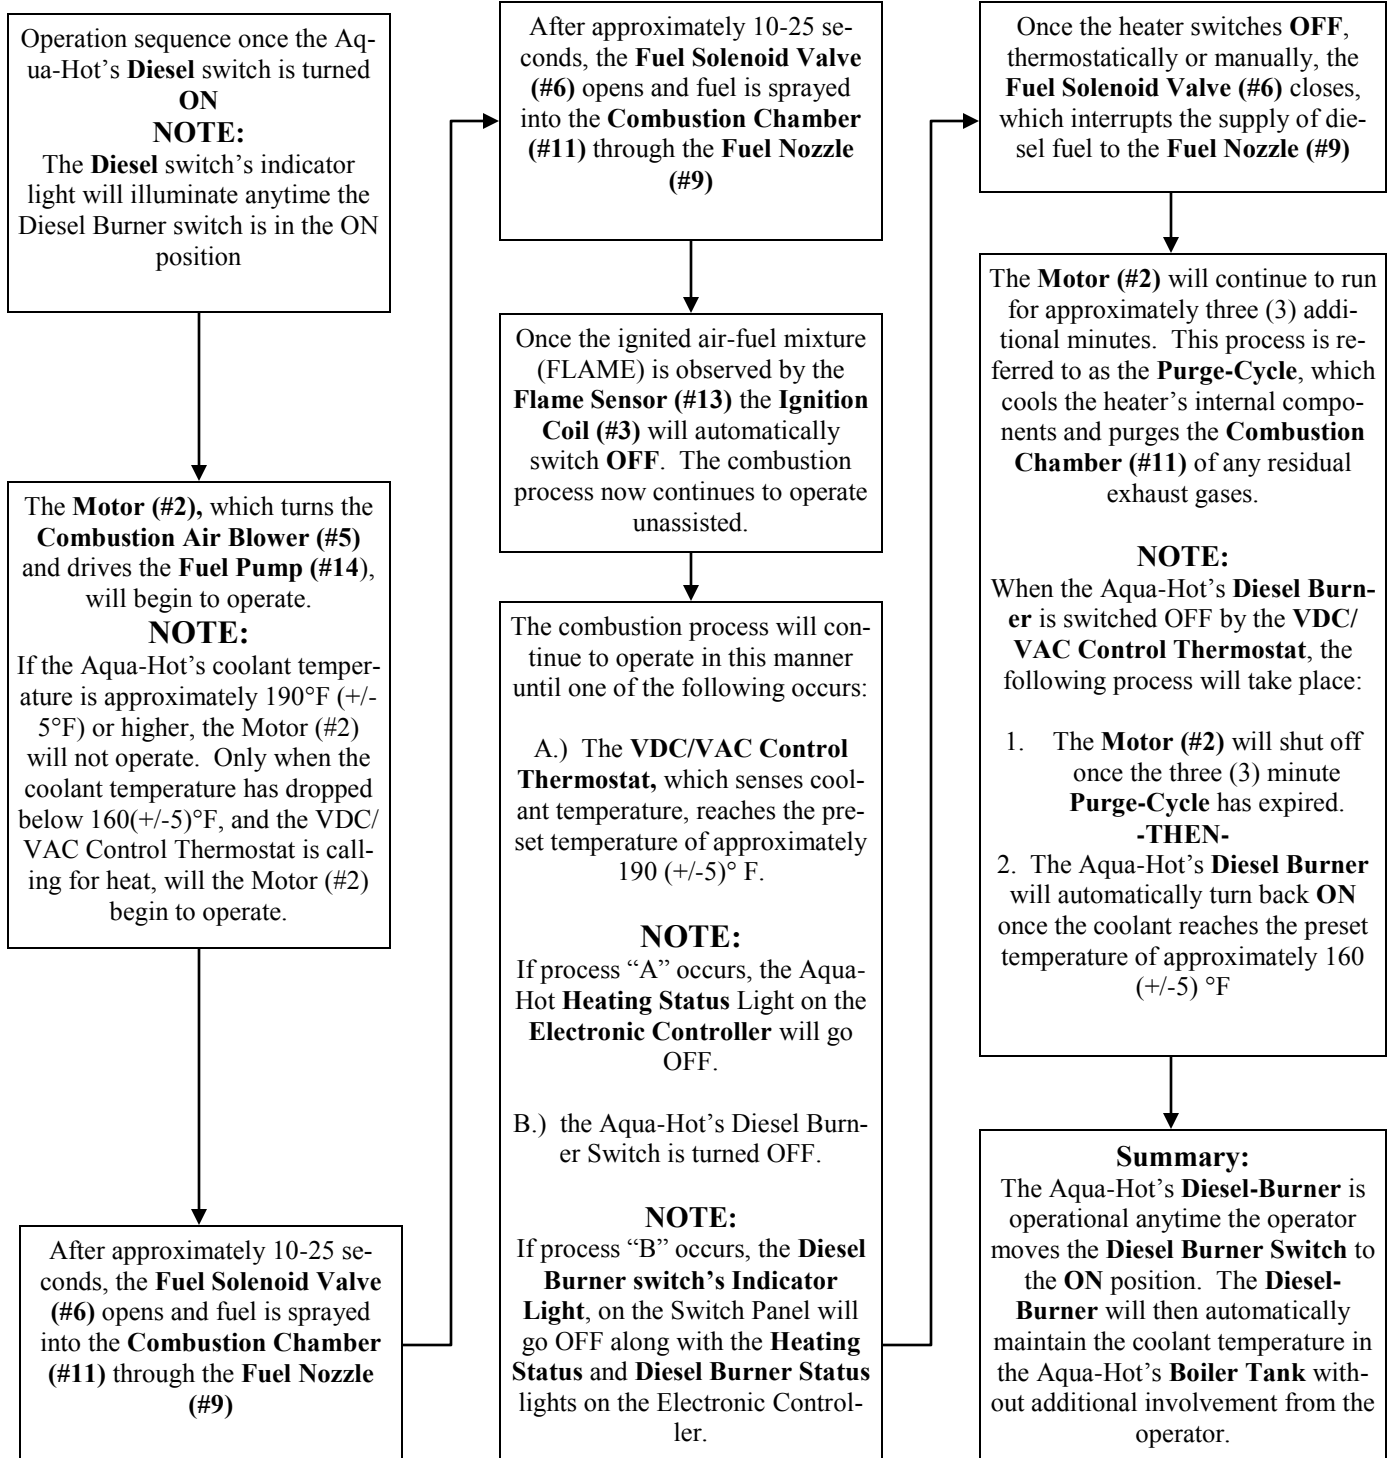 Operation sequence once the Aq-
ua-Hot's Diesel switch is turned
ON
NOTE:
The Diesel switch's indicator
light will illuminate anytime the
Diesel Burner switch is in the ON
position
The Motor (#2), which turns the
Combustion Air Blower (#5)
and drives the Fuel Pump (#14),
will begin to operate.
NOTE:
If the Aqua-Hot's coolant temper-
ature is approximately 190°F (+/-
5°F) or higher, the Motor (#2)
will not operate.  Only when the
coolant temperature has dropped
below 160(+/-5)°F, and the VDC/
VAC Control Thermostat is call-
ing for heat, will the Motor (#2)
begin to operate.
After approximately 10-25 se-
conds, the Fuel Solenoid Valve
(#6) opens and fuel is sprayed
into the Combustion Chamber
(#11) through the Fuel Nozzle
(#9)
After approximately 10-25 se-
conds, the Fuel Solenoid Valve
(#6) opens and fuel is sprayed
into the Combustion Chamber
(#11) through the Fuel Nozzle
(#9)
Once the ignited air-fuel mixture
(FLAME) is observed by the
Flame Sensor (#13) the Ignition
Coil (#3) will automatically
switch OFF.  The combustion
process now continues to operate
unassisted.
The combustion process will con-
tinue to operate in this manner
until one of the following occurs:
A.)  The VDC/VAC Control
Thermostat, which senses cool-
ant temperature, reaches the pre-
set temperature of approximately
190 (+/-5)° F.
NOTE:
If process “A” occurs, the Aqua-
Hot Heating Status Light on the
Electronic Controller will go
OFF.
B.)  the Aqua-Hot's Diesel Burn-
er Switch is turned OFF.
NOTE:
If process “B” occurs, the Diesel
Burner switch's Indicator
Light, on the Switch Panel will
go OFF along with the Heating
Status and Diesel Burner Status
lights on the Electronic Control-
ler.
Once the heater switches OFF,
thermostatically or manually, the
Fuel Solenoid Valve (#6) closes,
which interrupts the supply of die-
sel fuel to the Fuel Nozzle (#9)
The Motor (#2) will continue to run
for approximately three (3) addi-
tional minutes.  This process is re-
ferred to as the Purge-Cycle, which
cools the heater's internal compo-
nents and purges the Combustion
Chamber (#11) of any residual
exhaust gases.
NOTE:
When the Aqua-Hot's Diesel Burn-
er is switched OFF by the VDC/
VAC Control Thermostat, the
following process will take place:
1. The Motor (#2) will shut off
once the three (3) minute
Purge-Cycle has expired.
-THEN-
2. The Aqua-Hot's Diesel Burner
will automatically turn back ON
once the coolant reaches the preset
temperature of approximately 160
(+/-5) °F
Summary:
The Aqua-Hot's Diesel-Burner is
operational anytime the operator
moves the Diesel Burner Switch to
the ON position.  The Diesel-
Burner will then automatically
maintain the coolant temperature in
the Aqua-Hot's Boiler Tank with-
out additional involvement from the
operator.